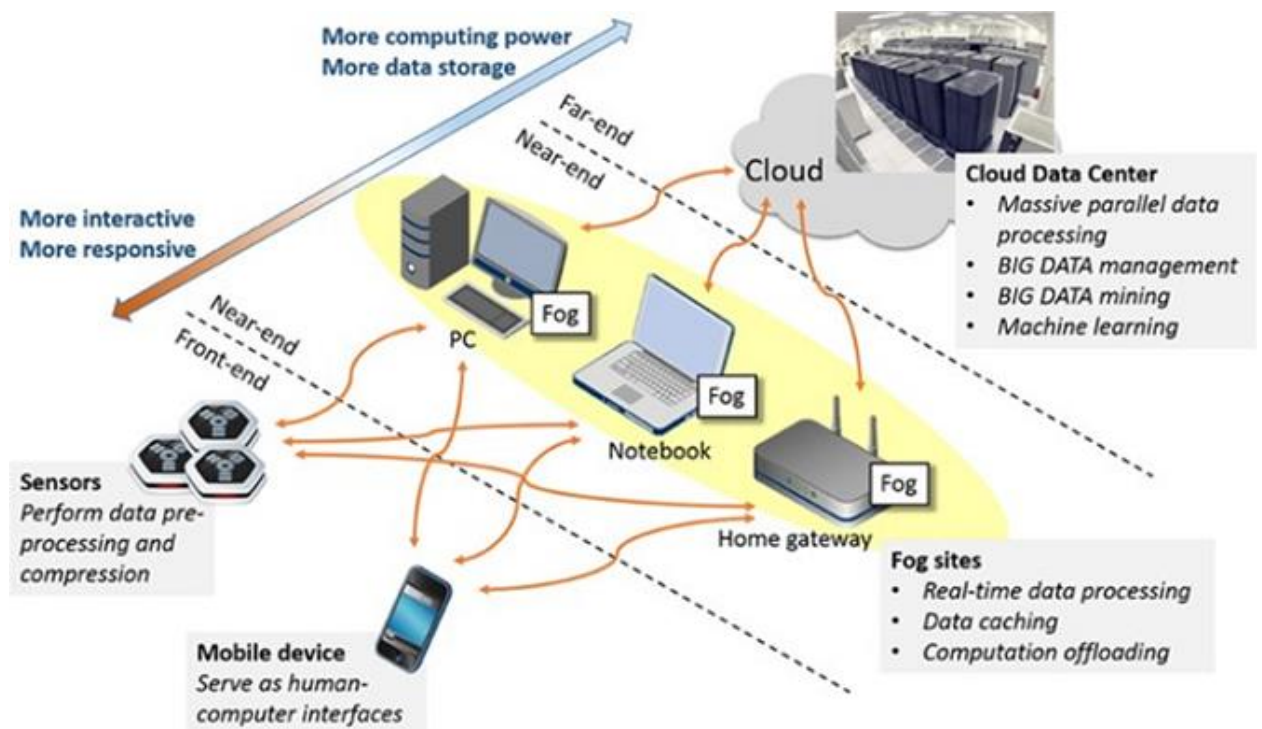 More computing power
More data storage
Far-end
Near-end
Cloud
Cloud Data Center
• Massive parallel data
processing
• BIG DATA management
• BIG DATA mining
• Machine learning
More interactive
More responsive
Near-end
Front-end
Fog
PC
Fog
Notebook
Fog
Home gateway
Sensors
Perform data pre-
processing and
compression
Fog sites
• Real-time data processing
• Data caching
• Computation offloading
Mobile device
Serve as human-
computer interfaces